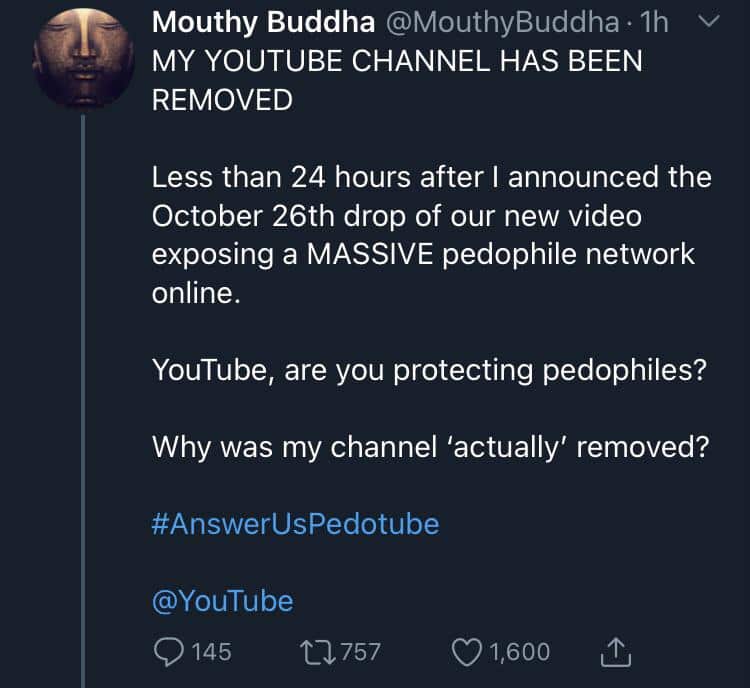 Mouthy Buddha @MouthyBuddha · 1h
MY YOUTUBE CHANNEL HAS BEEN
REMOVED
Less than 24 hours after I announced the
October 26th drop of our new video
exposing a MASSIVE pedophile network
online.
YouTube, are you protecting pedophiles?
Why was my channel ‘actually’ removed?
#AnswerUsPedotube
@YouTube
145 757 1,600